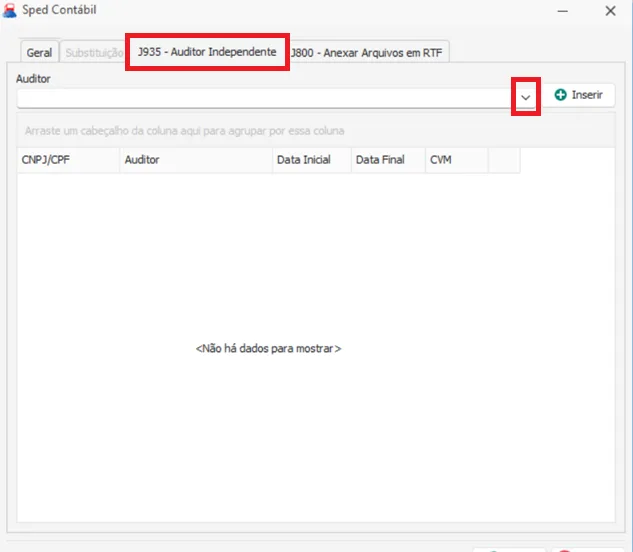 Sped Contábil
Geral Substituição J935 - Auditor Independente J800 - Anexar Arquivos em RTF
Auditor
Inserir
Arraste um cabeçalho da coluna aqui para agrupar por essa coluna
CNPJ/CPF Auditor Data Inicial Data Final CVM
<Não há dados para mostrar>